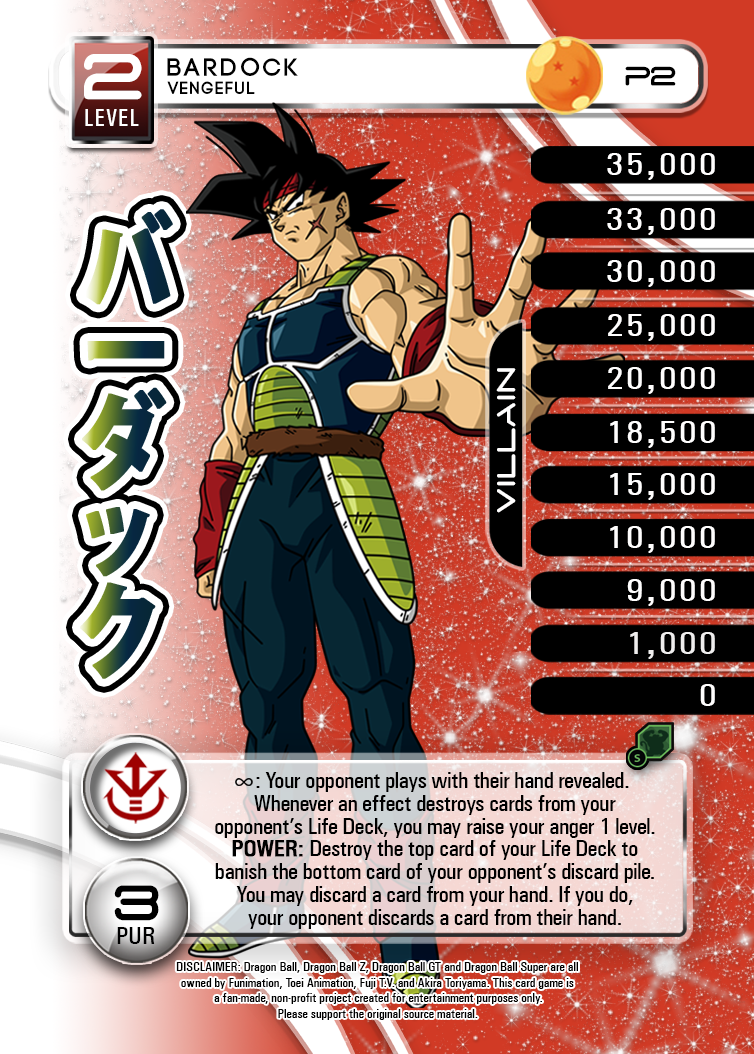 2
LEVEL
BARDOCK
VENGEFUL
P2
バーダック
VILLAIN
35,000
33,000
30,000
25,000
20,000
18,500
15,000
10,000
9,000
1,000
0
S
3
PUR
∞: Your opponent plays with their hand revealed.
Whenever an effect destroys cards from your
opponent's Life Deck, you may raise your anger 1 level.
POWER: Destroy the top card of your Life Deck to
banish the bottom card of your opponent's discard pile.
You may discard a card from your hand. If you do,
your opponent discards a card from their hand.
DISCLAIMER: Dragon Ball, Dragon Ball Z, Dragon Ball GT and Dragon Ball Super are all
owned by Funimation, Toei Animation, Fuji T.V. and Akira Toriyama. This card game is
a fan-made, non-profit project created for entertainment purposes only.
Please support the original source material.